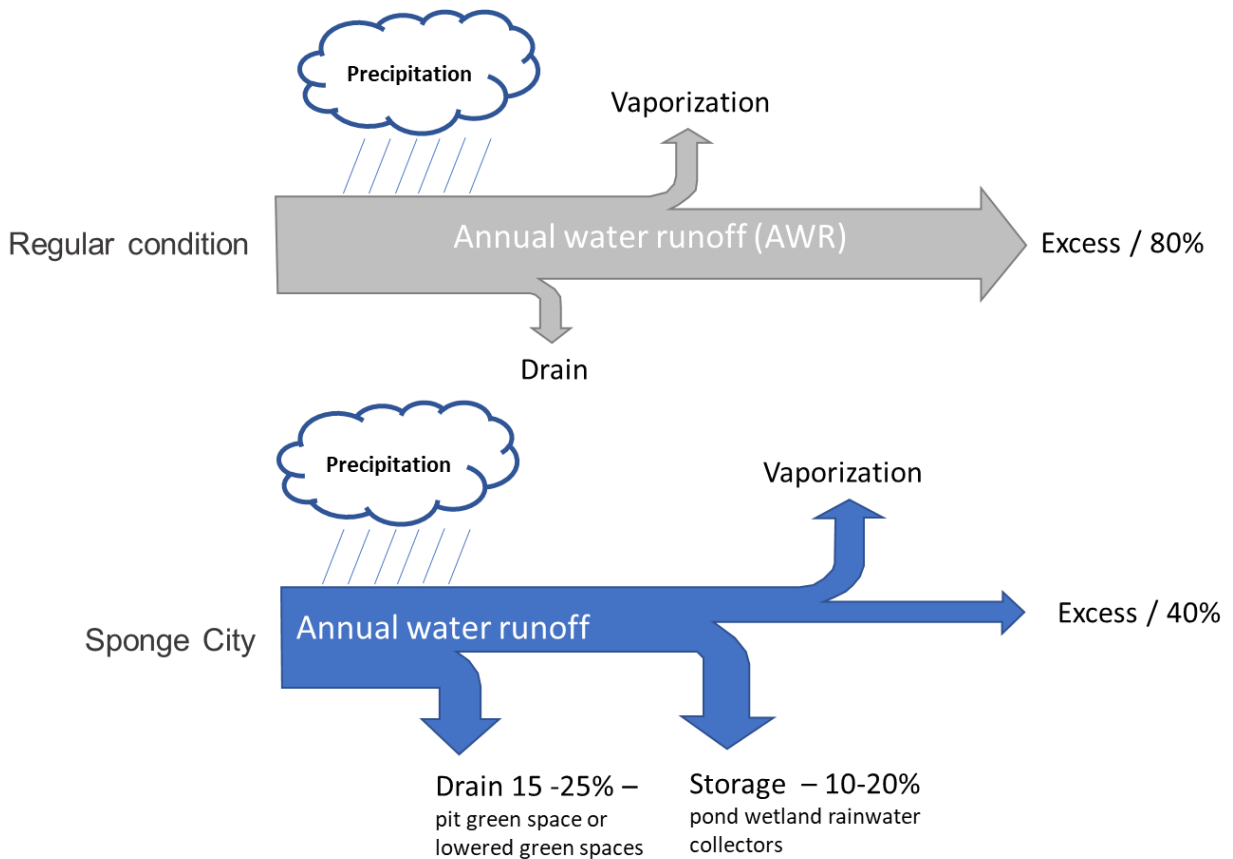 Precipitation
Vaporization
Regular condition
Annual water runoff (AWR)
Excess / 80%
Drain
Precipitation
Vaporization
Sponge City
Annual water runoff
Excess / 40%
Drain 15 -25% –
pit green space or
lowered green spaces
Storage – 10-20%
pond wetland rainwater
collectors